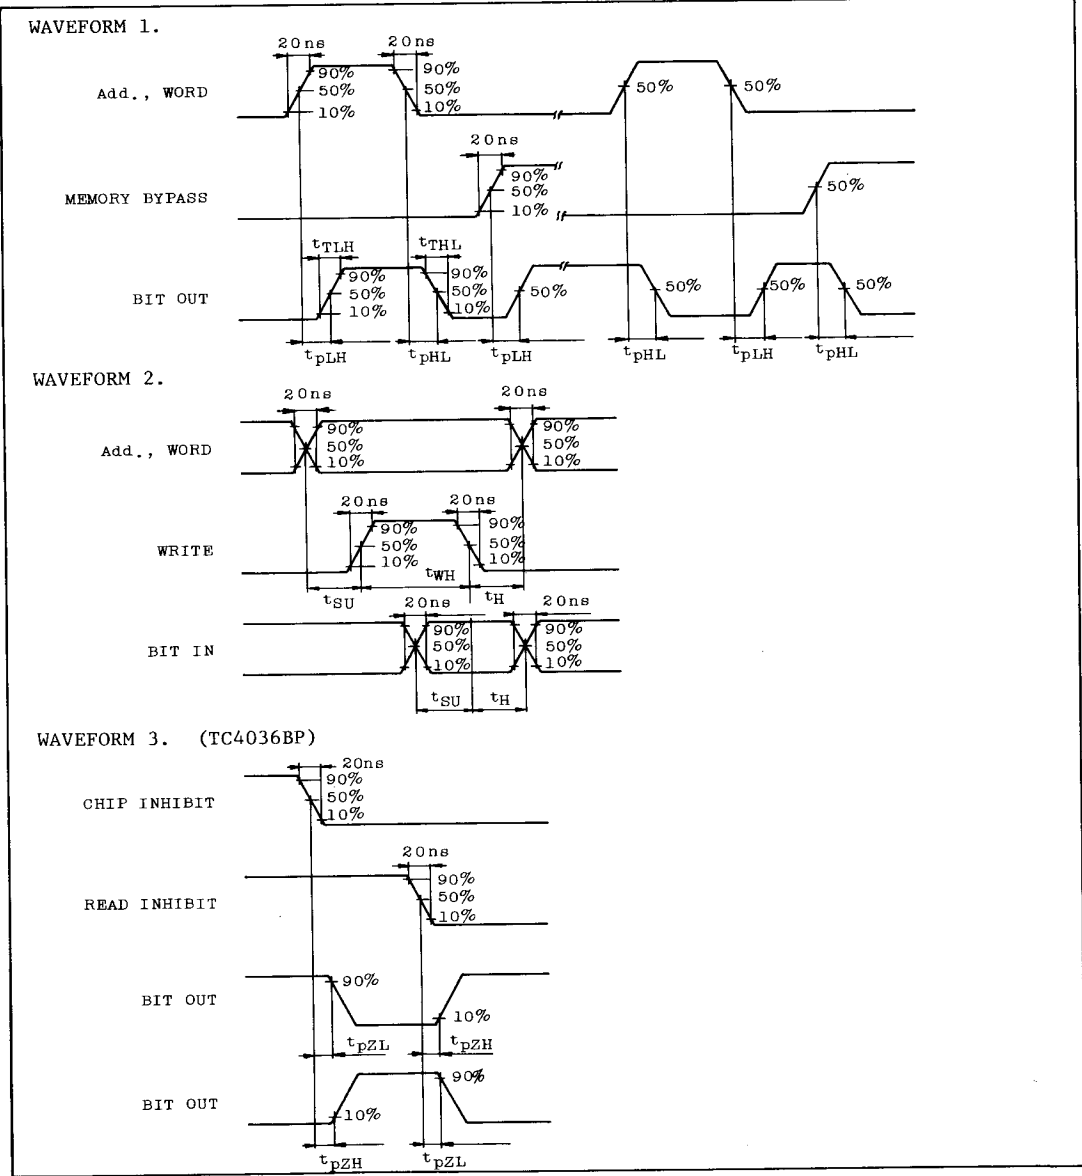 WAVEFORM 1.
20ns 20ns
Add., WORD
90% 50% 10%
90% 50% 10%
50% 50%
MEMORY BYPASS
20ns
90% 50% 10%
50%
BIT OUT
tTLH tTHL
90% 50% 10%
90% 50% 10%
50% 50% 50% 50%
tpLH tpHL tpLH tpHL tpLH tpHL
WAVEFORM 2.
20ns 20ns
Add., WORD
90% 50% 10%
90% 50% 10%
WRITE
20ns 20ns
90% 50% 10%
90% 50% 10%
tSU tWH tH
BIT IN
20ns 20ns
90% 50% 10%
90% 50% 10%
tSU tH
WAVEFORM 3. (TC4036BP)
20ns
CHIP INHIBIT
90% 50% 10%
20ns
READ INHIBIT
90% 50% 10%
BIT OUT
90% 10%
tpZL tpZH
BIT OUT
10% 90%
tpZH tpZL